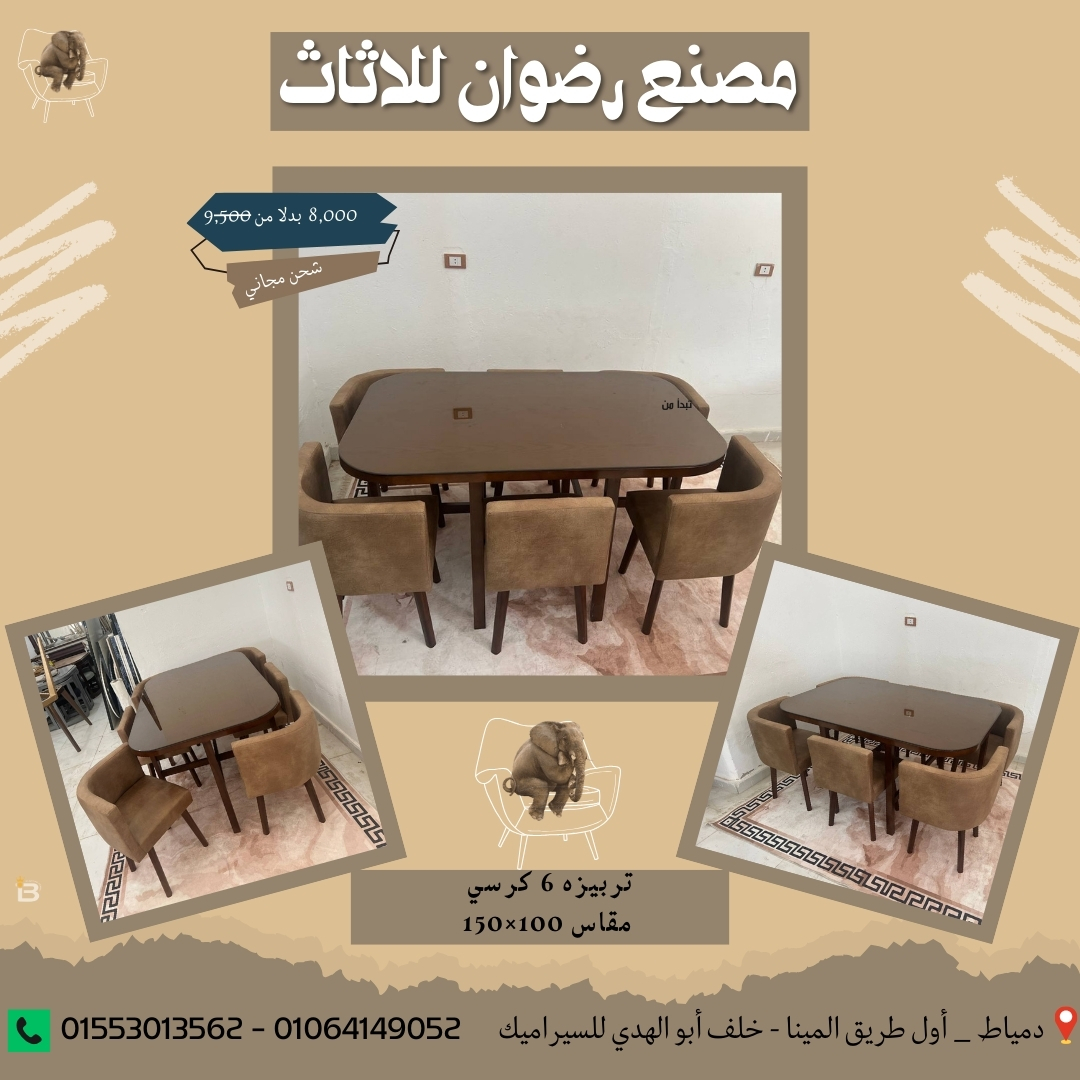 مصنع رضوان للاثاث
8,000 بدلا من 9,500
شحن مجاني
تبدأ من
تربيزه 6 كرسي
مقاس 100×150
دمياط _ أول طريق المينا - خلف أبو الهدي للسيراميك
01553013562 - 01064149052
B